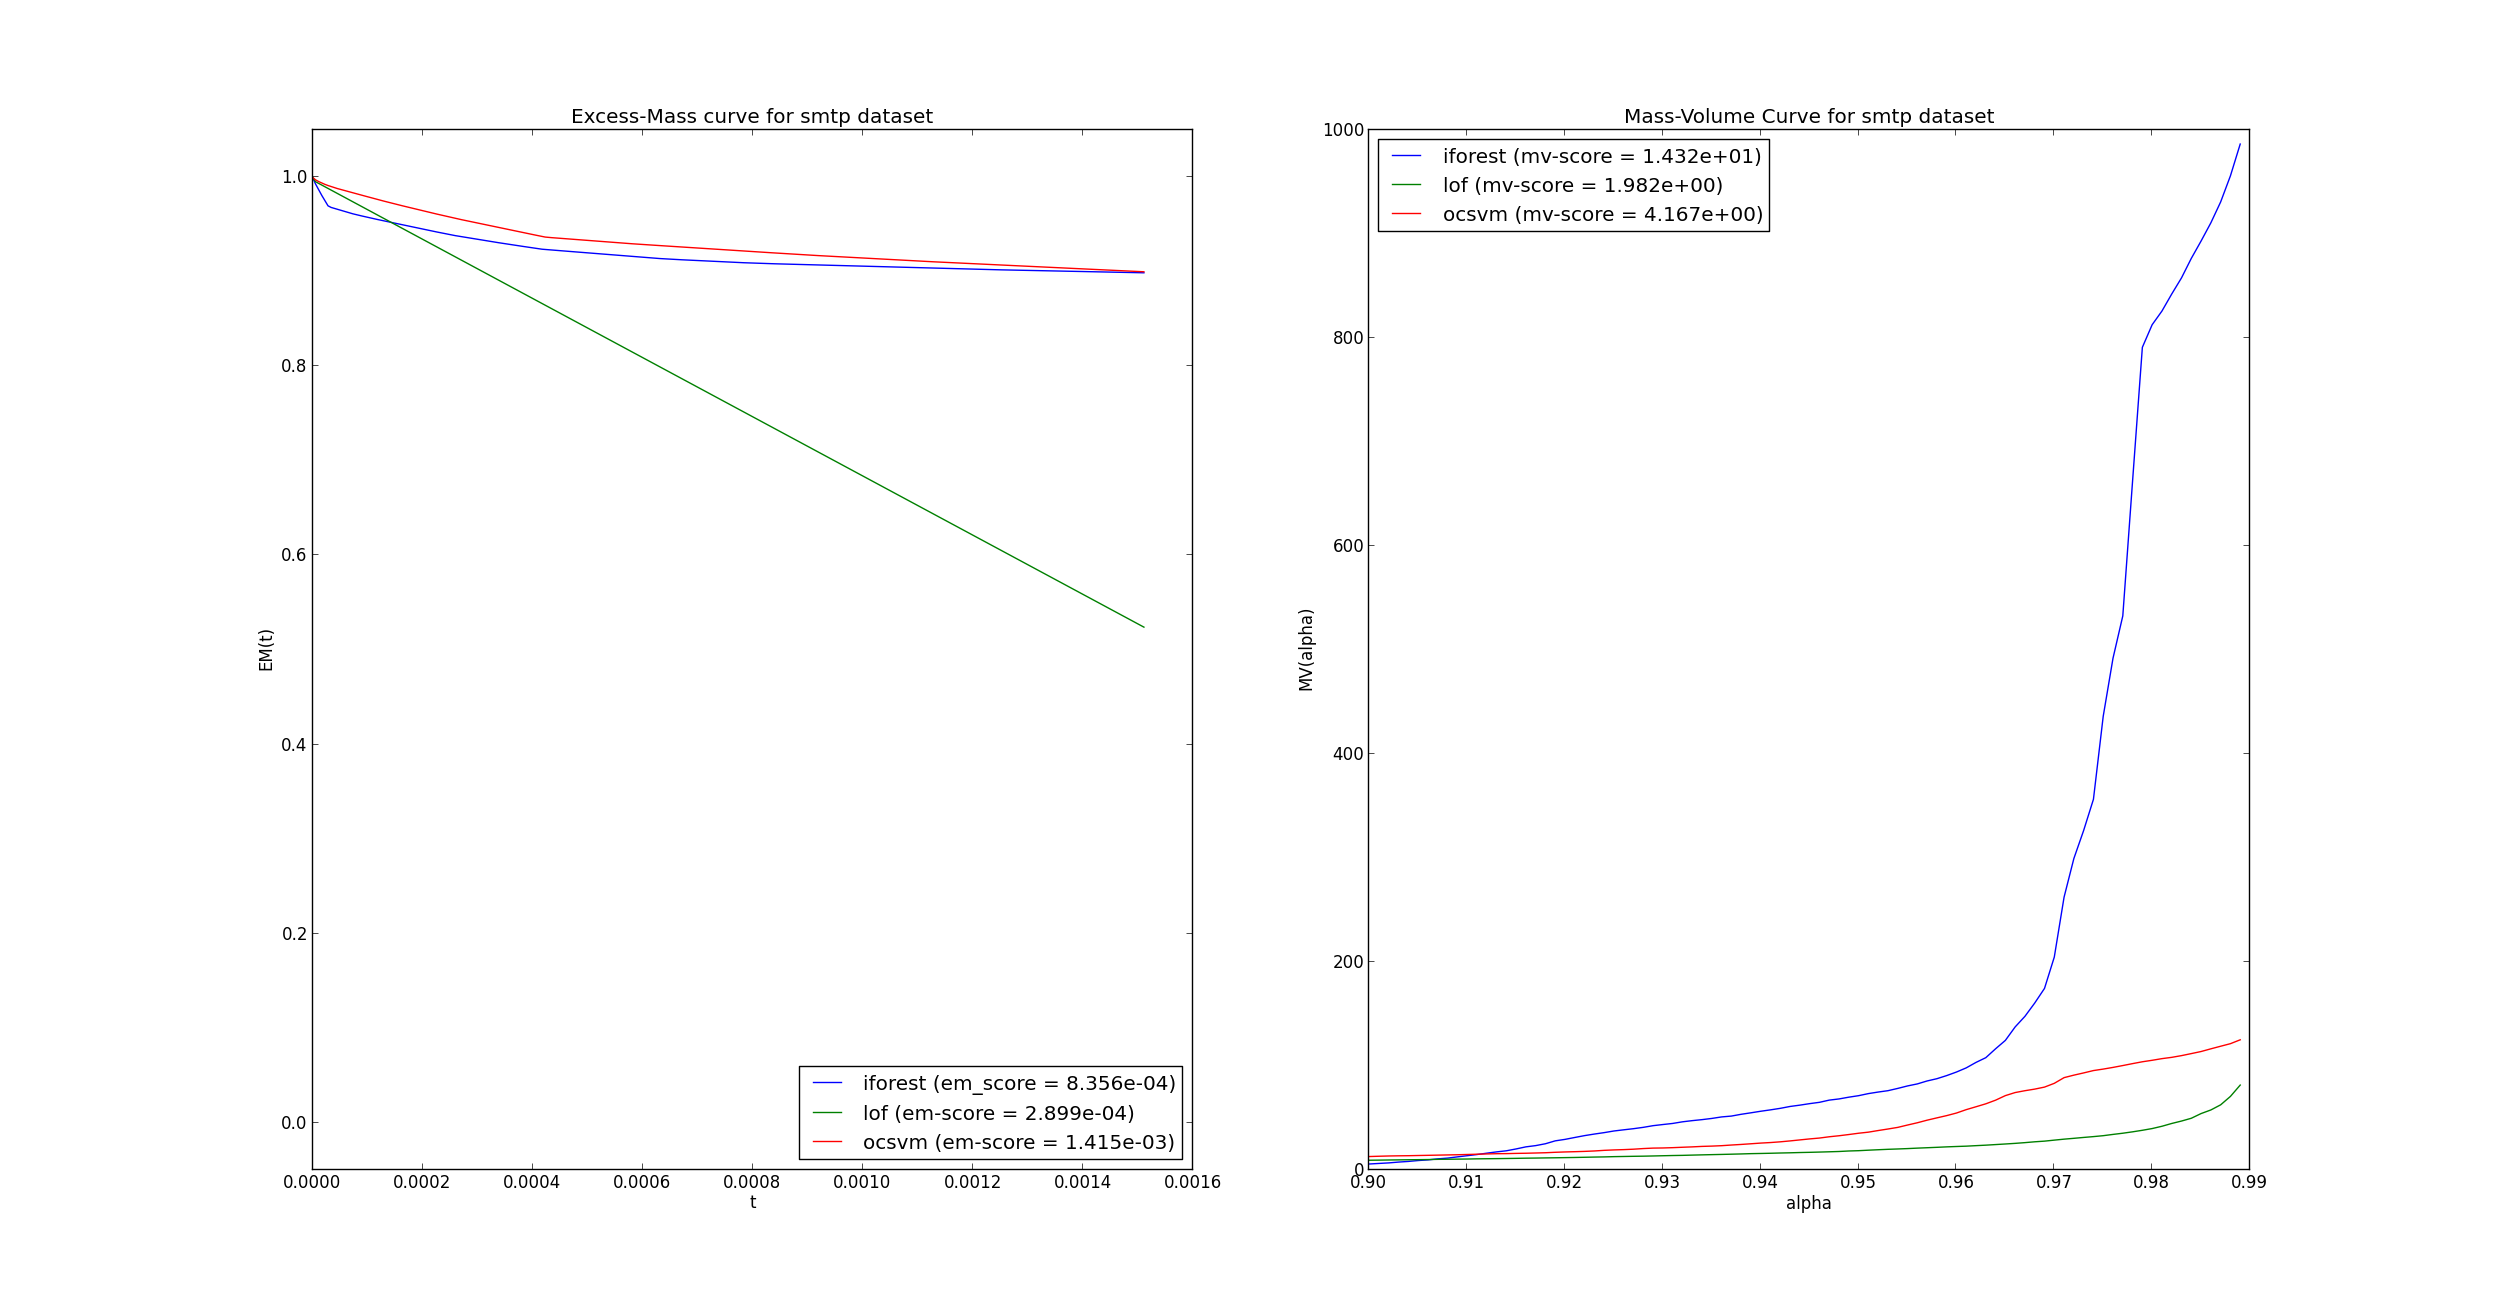 Excess-Mass curve for smtp dataset
1.0
0.8
0.6
0.4
0.2
0.0
EM(t)
iforest (em_score = 8.356e-04)
lof (em-score = 2.899e-04)
ocsvm (em-score = 1.415e-03)
0.0000 0.0002 0.0004 0.0006 0.0008 0.0010 0.0012 0.0014 0.0016
t
Mass-Volume Curve for smtp dataset
iforest (mv-score = 1.432e+01)
lof (mv-score = 1.982e+00)
ocsvm (mv-score = 4.167e+00)
1000
800
600
400
200
0
MV(alpha)
0.90 0.91 0.92 0.93 0.94 0.95 0.96 0.97 0.98 0.99
alpha